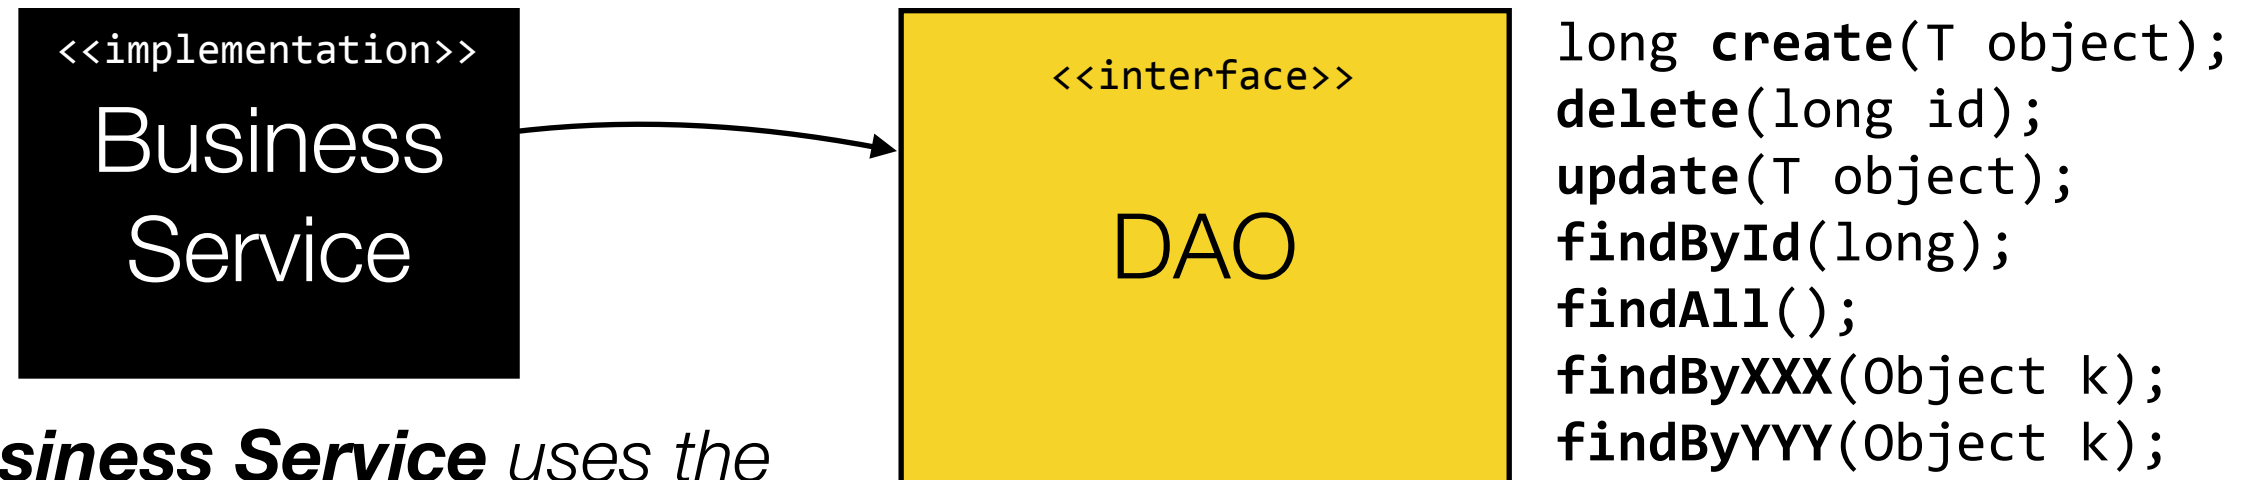 <<implementation>>
Business
Service
<<interface>>
DAO
long create(T object);
delete(long id);
update(T object);
findById(long);
findAll();
findByXXX(Object k);
findByYYY(Object k);
Service uses the